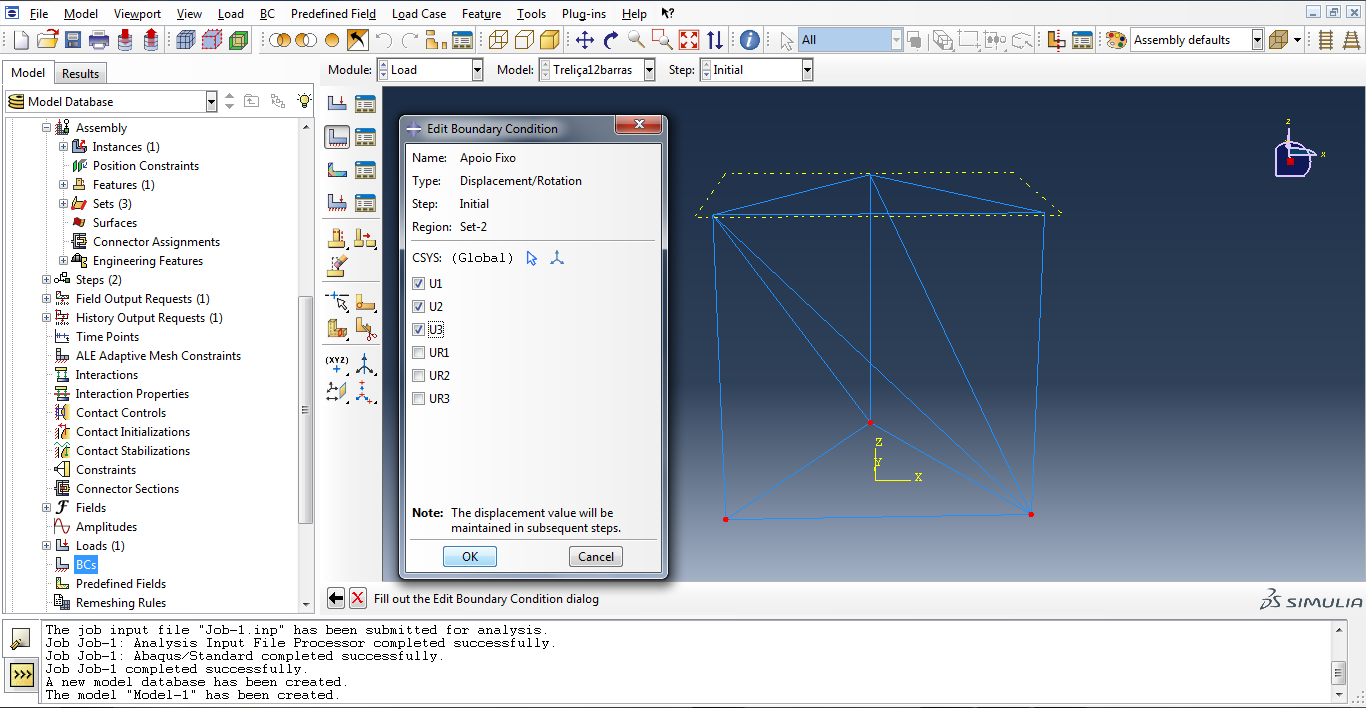 File Model Viewport View Load BC Predefined Field Load Case Feature Tools Plug-ins Help
All Assembly defaults
Model Results
Module: Load Model: Treliça12barras Step: Initial
Model Database
Assembly
Instances (1)
Position Constraints
Features (1)
Sets (3)
Surfaces
Connector Assignments
Engineering Features
Steps (2)
Field Output Requests (1)
History Output Requests (1)
Time Points
ALE Adaptive Mesh Constraints
Interactions
Interaction Properties
Contact Controls
Contact Initializations
Contact Stabilizations
Constraints
Connector Sections
Fields
Amplitudes
Loads (1)
BCs
Predefined Fields
Remeshing Rules
(XYZ)
Edit Boundary Condition
Name: Apoio Fixo
Type: Displacement/Rotation
Step: Initial
Region: Set-2
CSYS: (Global)
U1
U2
U3
UR1
UR2
UR3
Note: The displacement value will be
maintained in subsequent steps.
OK Cancel
z
x
Z
Y
X
Fill out the Edit Boundary Condition dialog
SIMULIA
The job input file "Job-1.inp" has been submitted for analysis.
Job Job-1: Analysis Input File Processor completed successfully.
Job Job-1: Abaqus/Standard completed successfully.
Job Job-1 completed successfully.
A new model database has been created.
The model "Model-1" has been created.